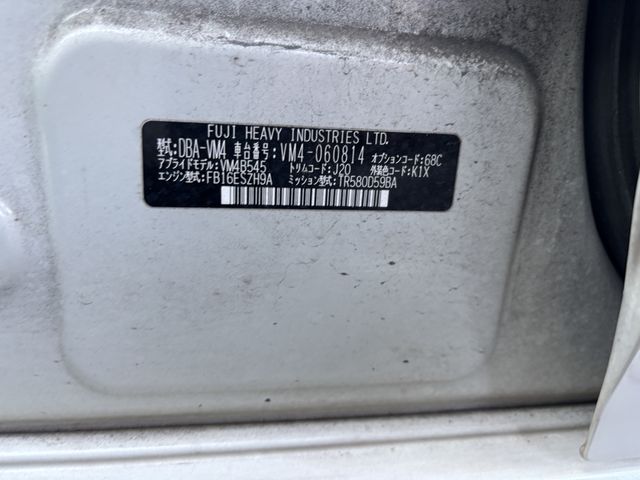 FUJI HEAVY INDUSTRIES LTD.
型式:DBA-VM4 車台番号:VM4-060814 オプションコード:68C
アプライドモデル:VM4B545 トリムコード:J20 外装色コード:K1X
エンジン型式:FB16ESZH9A ミッション型式:TR580D59BA